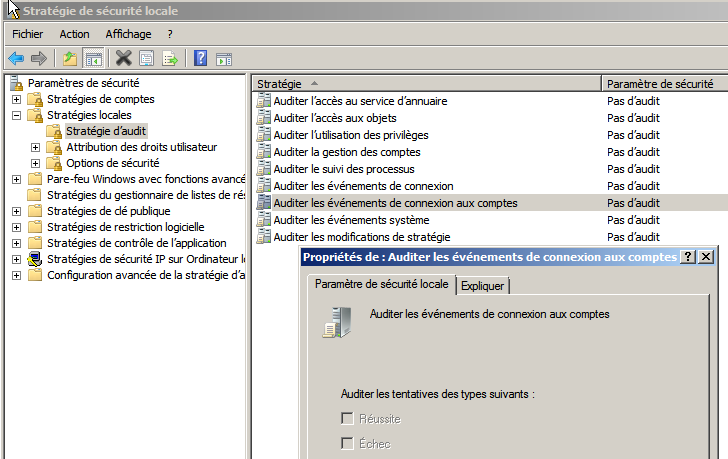 Stratégie de sécurité locale
Fichier Action Affichage ?
Paramètres de sécurité
Stratégies de comptes
Stratégies locales
Stratégie d'audit
Attribution des droits utilisateur
Options de sécurité
Pare-feu Windows avec fonctions avancé
Stratégies du gestionnaire de listes de ré
Stratégies de clé publique
Stratégies de restriction logicielle
Stratégies de contrôle de l'application
Stratégies de sécurité IP sur Ordinateur l
Configuration avancée de la stratégie d'a
Stratégie Paramètre de sécurité
Auditer l'accès au service d'annuaire Pas d'audit
Auditer l'accès aux objets Pas d'audit
Auditer l'utilisation des privilèges Pas d'audit
Auditer la gestion des comptes Pas d'audit
Auditer le suivi des processus Pas d'audit
Auditer les événements de connexion Pas d'audit
Auditer les événements de connexion aux comptes Pas d'audit
Auditer les événements système Pas d'audit
Auditer les modifications de stratégie Pas d'audit
Propriétés de : Auditer les événements de connexion aux comptes ?
Paramètre de sécurité locale Expliquer
Auditer les événements de connexion aux comptes
Auditer les tentatives des types suivants :
Réussite
Échec